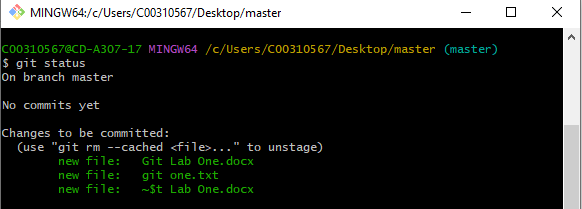 MINGW64:/c/Users/C00310567/Desktop/master
C00310567@CD-A307-17 MINGW64 /c/Users/C00310567/Desktop/master (master)
$ git status
On branch master
No commits yet
Changes to be committed:
(use "git rm --cached <file>..." to unstage)
new file: Git Lab One.docx
new file: git one.txt
new file: ~$t Lab One.docx